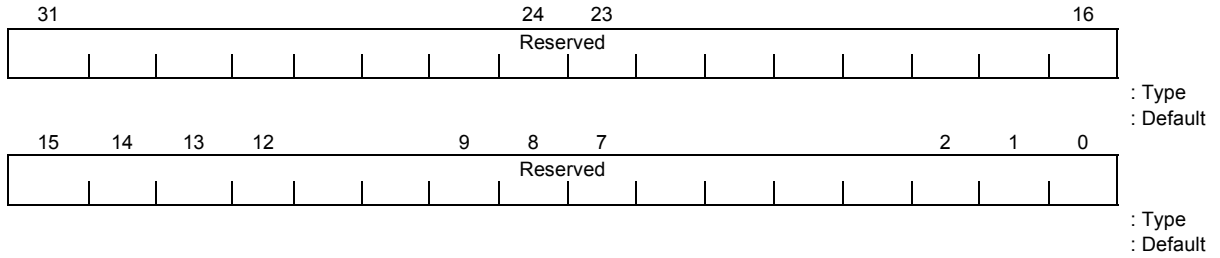 31 24 23 16
Reserved
: Type
: Default
15 14 13 12 9 8 7 2 1 0
Reserved
: Type
: Default